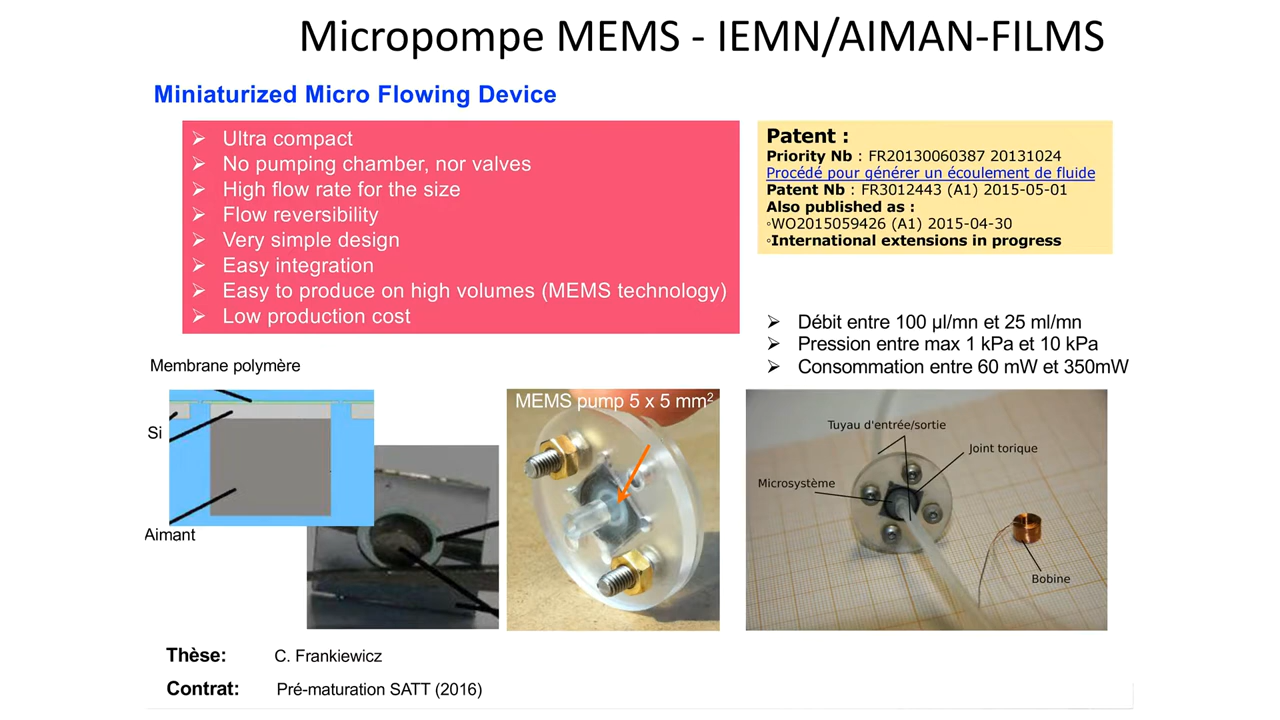 Micropompe MEMS - IEMN/AIMAN-FILMS
Miniaturized Micro Flowing Device
➢ Ultra compact
➢ No pumping chamber, nor valves
➢ High flow rate for the size
➢ Flow reversibility
➢ Very simple design
➢ Easy integration
➢ Easy to produce on high volumes (MEMS technology)
➢ Low production cost
Patent :
Priority Nb : FR20130060387 20131024
Procédé pour générer un écoulement de fluide
Patent Nb : FR3012443 (A1) 2015-05-01
Also published as :
◦WO2015059426 (A1) 2015-04-30
◦International extensions in progress
➢ Débit entre 100 µl/mn et 25 ml/mn
➢ Pression entre max 1 kPa et 10 kPa
➢ Consommation entre 60 mW et 350mW
Membrane polymère
Si
Aimant
MEMS pump 5 x 5 mm²
Tuyau d'entrée/sortie
Joint torique
Microsystème
Bobine
Thèse: C. Frankiewicz
Contrat: Pré-maturation SATT (2016)